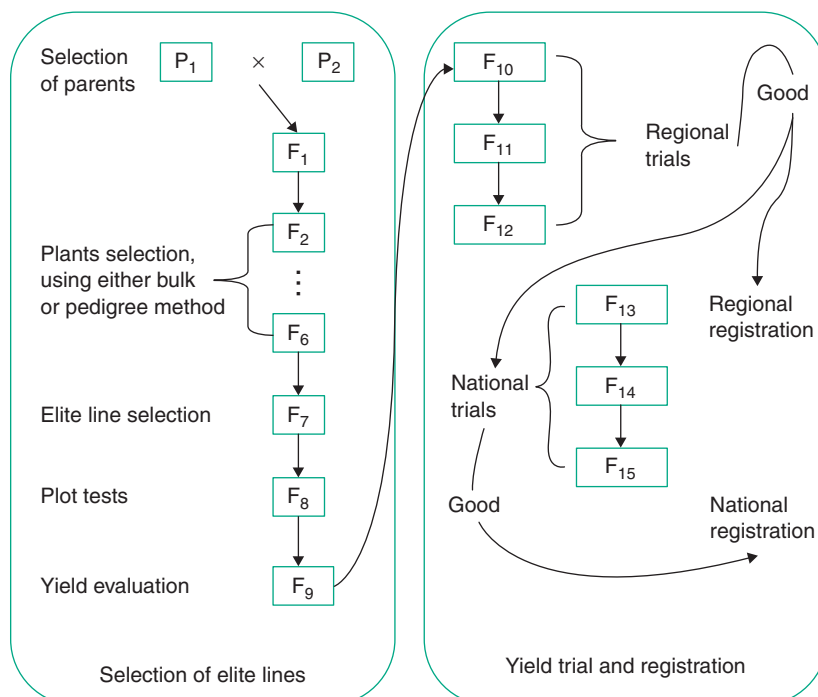 Selection
of parents
P1 × P2
F1
F2
Plants selection,
using either bulk
or pedigree method
⋮
F6
Elite line selection
F7
Plot tests
F8
Yield evaluation
F9
Selection of elite lines
F10
F11
F12
Regional
trials
Good
Regional
registration
F13
National
trials
F14
F15
Good
National
registration
Yield trial and registration